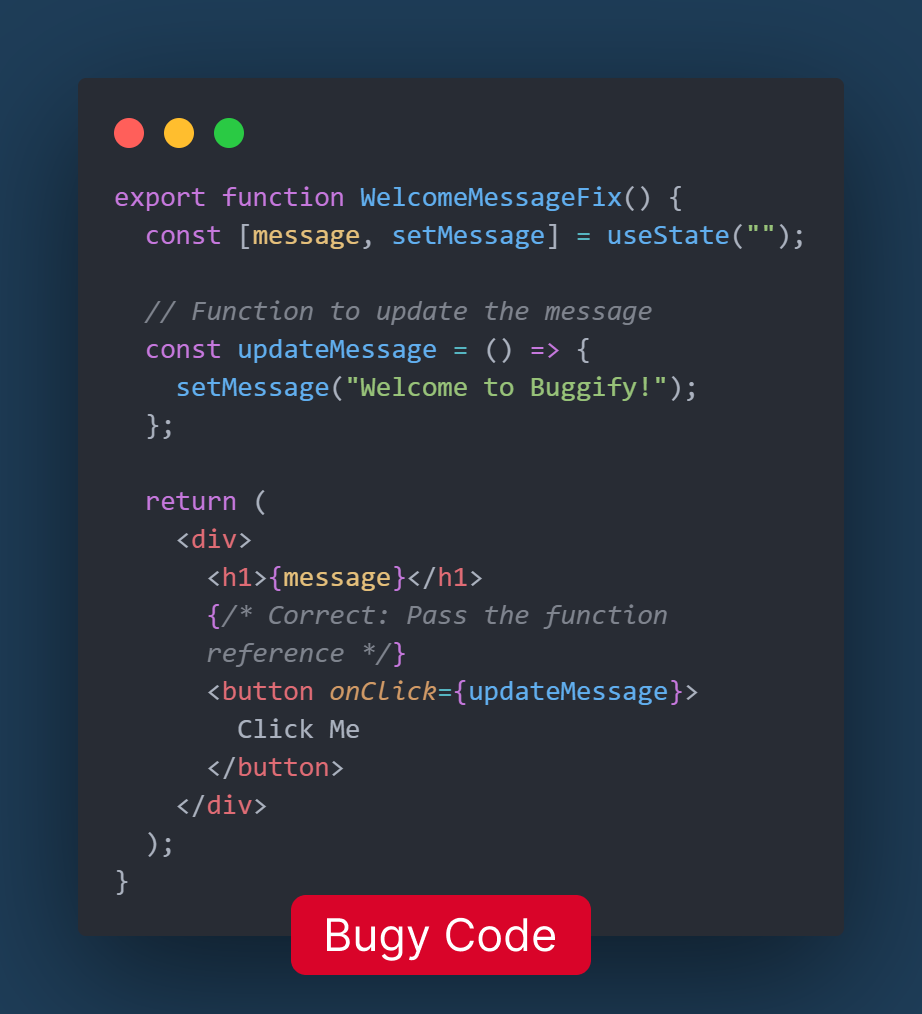 export function WelcomeMessageFix() {
  const [message, setMessage] = useState("");

  // Function to update the message
  const updateMessage = () => {
    setMessage("Welcome to Buggify!");
  };

  return (
    <div>
      <h1>{message}</h1>
      {/* Correct: Pass the function
      reference */}
      <button onClick={updateMessage}>
        Click Me
      </button>
    </div>
  );
}
Bugy Code